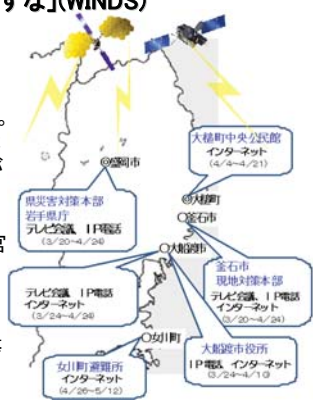 すな」(WINDS)
大槌町中央公民館
インターネット
(4/4~4/21)
◎盛岡市
県災害対策本部
岩手県庁
テレビ会議、IP電話
(3/20~4/24)
◎大槌町
○釜石市
○大船渡市
釜石市
現地対策本部
テレビ会議、IP電話
インターネット
(3/20~4/24)
テレビ会議、IP電話
インターネット
(3/24~4/24)
○女川町
大船渡市役所
IP電話 インターネット
女川町避難所
インターネット
(4/26~5/12)